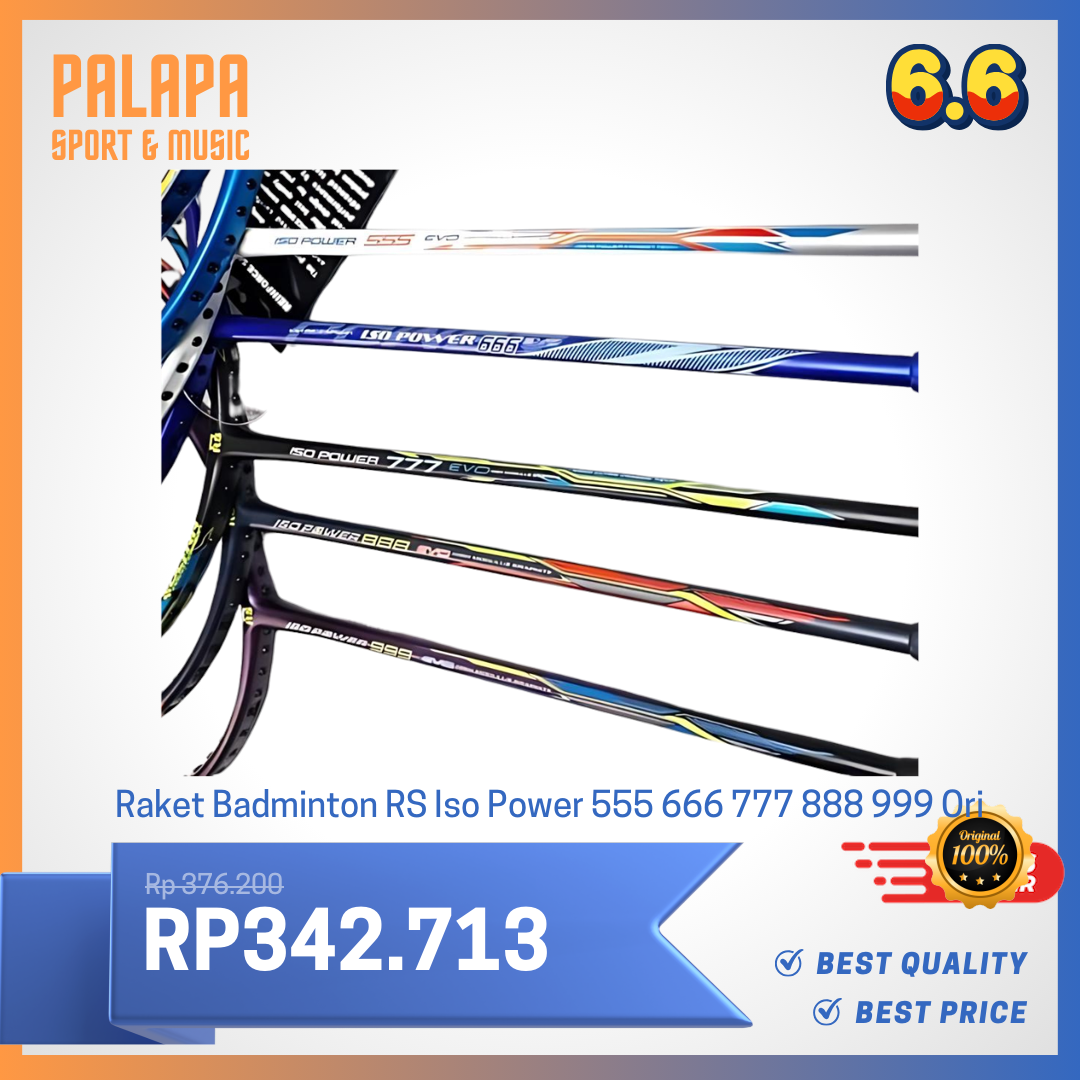 PALAPA
SPORT & MUSIC
6.6
ISO POWER 555 EVO
ISO POWER 666
ISO POWER 777 EVO
ISO POWER 888 EVO
ISO POWER 999 EVO
Raket Badminton RS Iso Power 555 666 777 888 999 Ori
Original
100%
Rp 376.200
RP342.713
BEST QUALITY
BEST PRICE